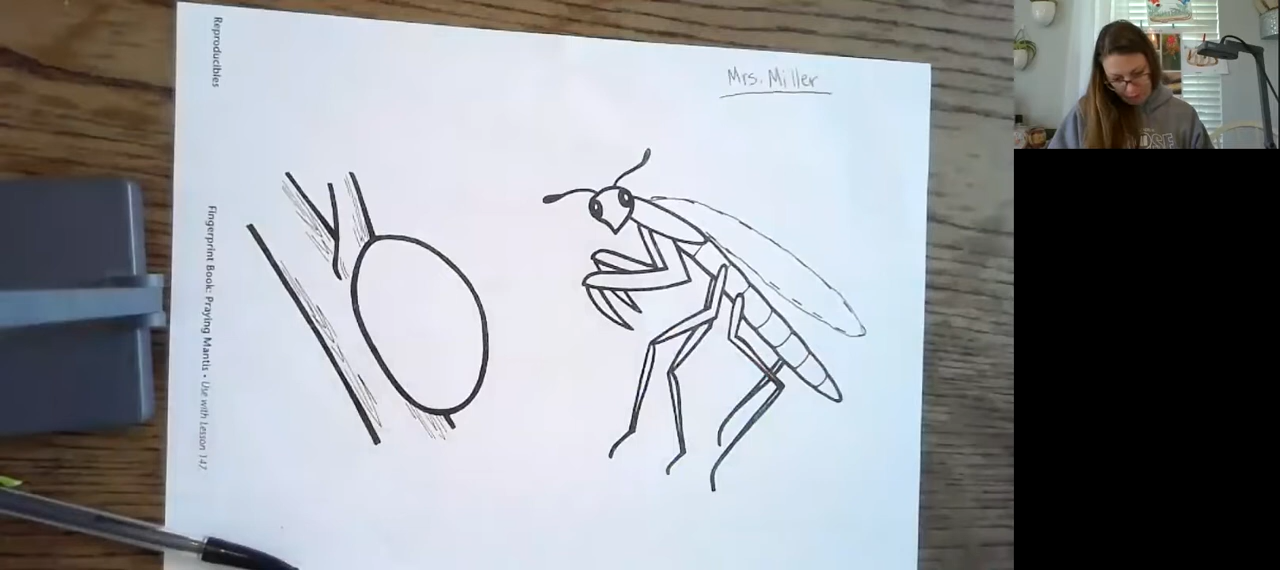 Mrs. Miller
Reproducibles
Fingerprint Book: Praying Mantis • Use with Lesson 147